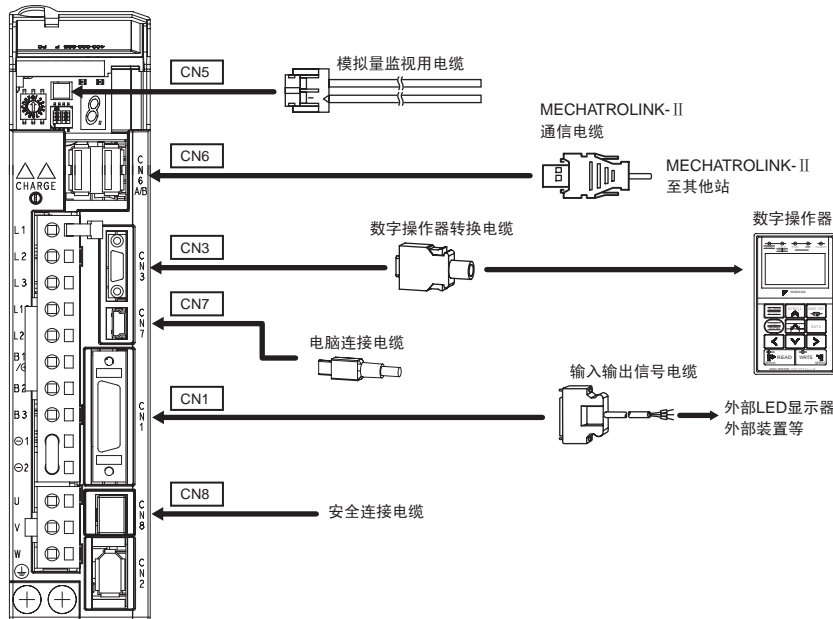 CN5
模拟量监视用电缆
MECHATROLINK-Ⅱ
通信电缆
CN6
MECHATROLINK-Ⅱ
至其他站
CHARGE
CN6A/B
数字操作器转换电缆
数字操作器
CN3
CN3
CN7
CN7
电脑连接电缆
READ
WRITE
输入输出信号电缆
CN1
CN1
外部LED显示器
外部装置等
CN8
CN8
安全连接电缆
CN2
L1
L2
L3
B2
B3
⊖1
⊖2
U
V
W